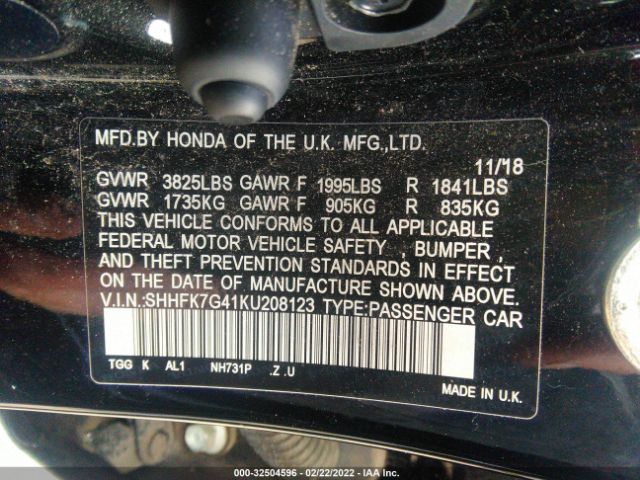 MFD.BY HONDA OF THE U.K. MFG.,LTD.
11/18
GVWR 3825LBS GAWR F 1995LBS R 1841LBS
GVWR 1735KG GAWR F 905KG R 835KG
THIS VEHICLE CONFORMS TO ALL APPLICABLE
FEDERAL MOTOR VEHICLE SAFETY , BUMPER ,
AND THEFT PREVENTION STANDARDS IN EFFECT
ON THE DATE OF MANUFACTURE SHOWN ABOVE.
V.I.N.:SHHFK7G41KU208123 TYPE:PASSENGER CAR
TGG K AL1 NH731P .Z .U
MADE IN U.K.
000-32504596 - 02/22/2022 - IAA Inc.